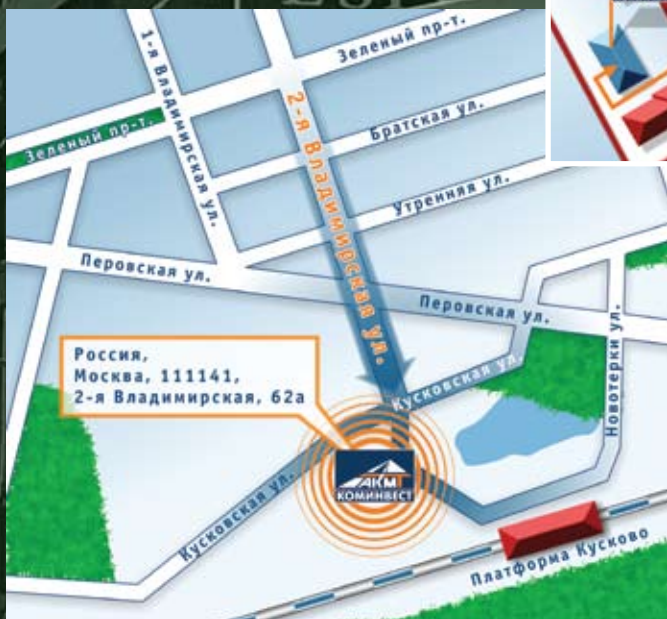 Зеленый пр-т.
1-я Владимирская ул.
2-я Владимирская ул.
Зеленый пр-т.
Братская ул.
Утренняя ул.
Перовская ул.
Перовская ул.
Россия,
Москва, 111141,
2-я Владимирская, 62а
Кусковская ул.
Новотерки ул.
АКМТ
КОМИНВЕСТ
Кусковская ул.
Платформа Кусково